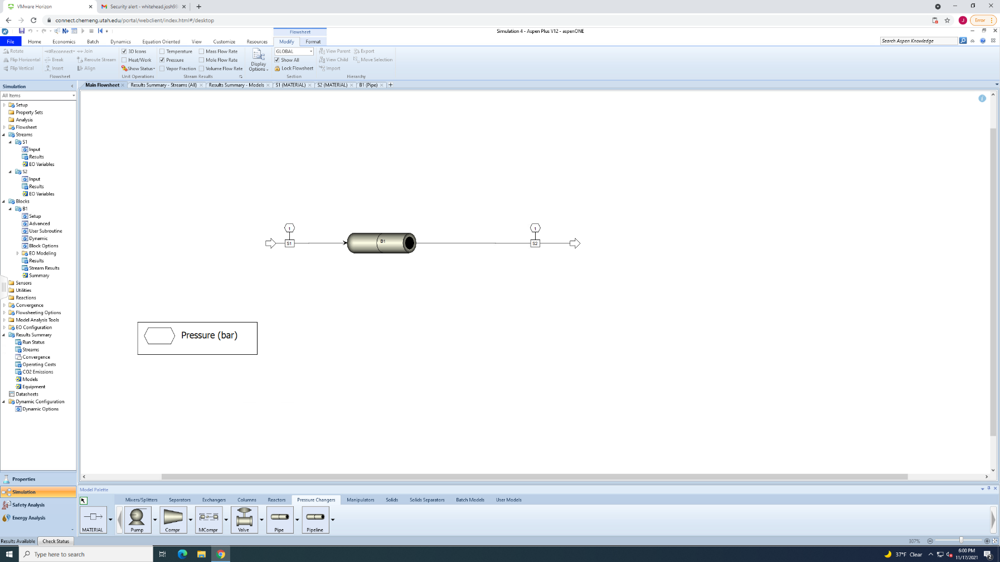 VMware Horizon
Security alert - whitehead.josh98
connect.chemeng.utah.edu/portal/webclient/index.html#/desktop
J
Error
Flowsheet
Simulation 4 - Aspen Plus V12 - aspenONE
File Home Economics Batch Dynamics Equation Oriented View Customize Resources Modify Format
Search Aspen Knowledge
Rotate Reconnect Join 3D Icons Temperature Mass Flow Rate GLOBAL View Parent Export
Flip Horizontal Break Reroute Stream Heat/Work Pressure Mole Flow Rate Display Options Show All View Child Move Selection
Flip Vertical Insert Align Show Status Vapor Fraction Volume Flow Rate Lock Flowsheet Import
Flowsheet Unit Operations Stream Results Section Hierarchy
Simulation
Main Flowsheet Results Summary - Streams (All) Results Summary - Models S1 (MATERIAL) S2 (MATERIAL) B1 (Pipe)
All Items
Setup
Property Sets
Analysis
Flowsheet
Streams
S1
Input
Results
EO Variables
S2
Input
Results
EO Variables
Blocks
B1
Setup
Advanced
User Subroutine
Dynamic
Block Options
EO Modeling
Results
Stream Results
Summary
Sensors
Utilities
Reactions
Convergence
Flowsheeting Options
Model Analysis Tools
EO Configuration
Results Summary
Run Status
Streams
Convergence
Operating Costs
CO2 Emissions
Models
Equipment
Datasheets
Dynamic Configuration
Dynamic Options
1 1
S1 B1 S2
Pressure (bar)
Properties
Simulation
Safety Analysis
Energy Analysis
Model Palette
Mixers/Splitters Separators Exchangers Columns Reactors Pressure Changers Manipulators Solids Solids Separators Batch Models User Models
MATERIAL Pump Compr MCompr Valve Pipe Pipeline
Results Available Check Status
307%
Type here to search
37°F Clear
6:00 PM
11/17/2021
2